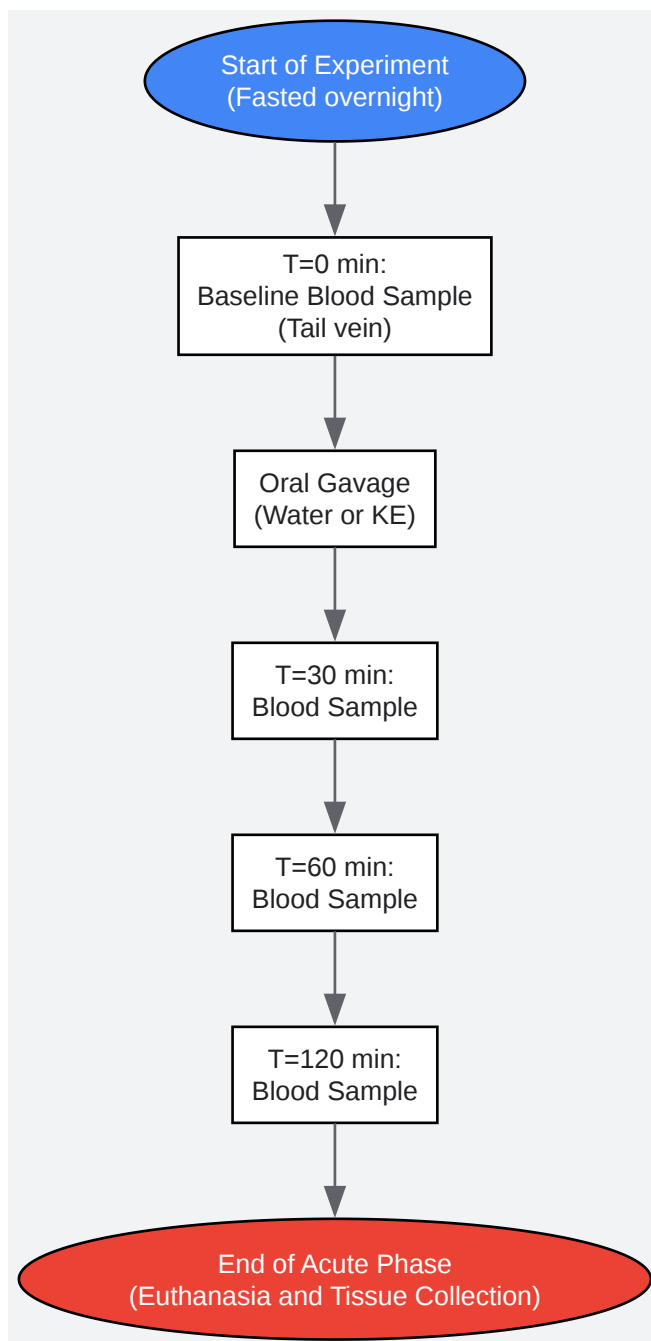 Start of Experiment
(Fasted overnight)
T=0 min:
Baseline Blood Sample
(Tail vein)
Oral Gavage
(Water or KE)
T=30 min:
Blood Sample
T=60 min:
Blood Sample
T=120 min:
Blood Sample
End of Acute Phase
(Euthanasia and Tissue Collection)